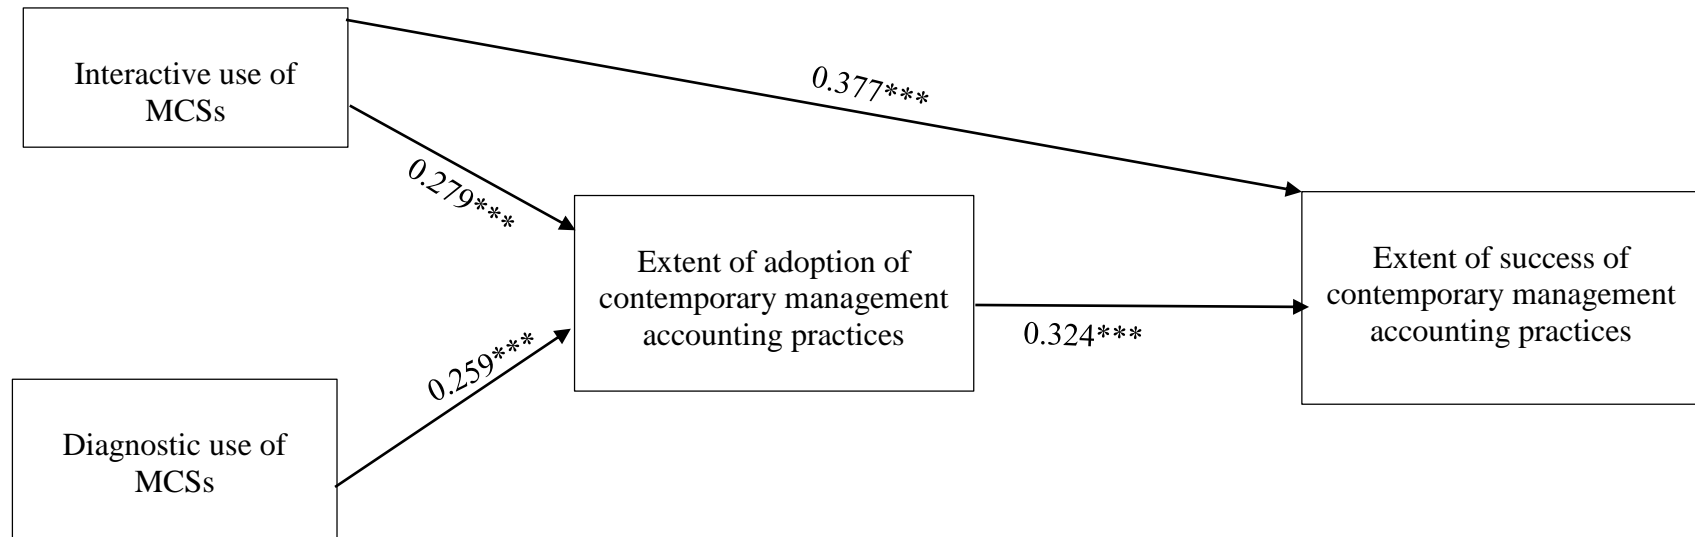 Interactive use of
MCSs
0.377***
0.279***
Extent of adoption of
contemporary management
accounting practices
0.324***
Extent of success of
contemporary management
accounting practices
0.259***
Diagnostic use of
MCSs